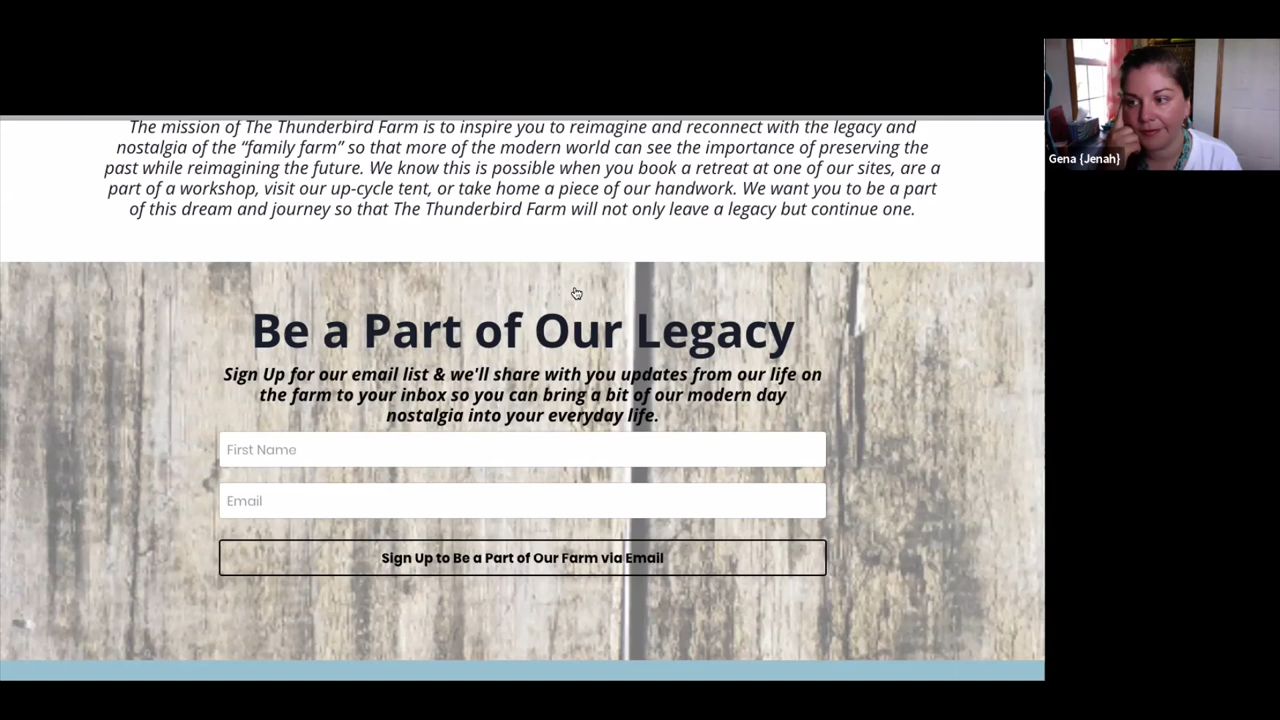 The mission of The Thunderbird Farm is to inspire you to reimagine and reconnect with the legacy and
nostalgia of the “family farm” so that more of the modern world can see the importance of preserving the
past while reimagining the future. We know this is possible when you book a retreat at one of our sites, are a
part of a workshop, visit our up-cycle tent, or take home a piece of our handwork. We want you to be a part
of this dream and journey so that The Thunderbird Farm will not only leave a legacy but continue one.
Gena {Jenah}
Be a Part of Our Legacy
Sign Up for our email list & we'll share with you updates from our life on
the farm to your inbox so you can bring a bit of our modern day
nostalgia into your everyday life.
First Name
Email
Sign Up to Be a Part of Our Farm via Email